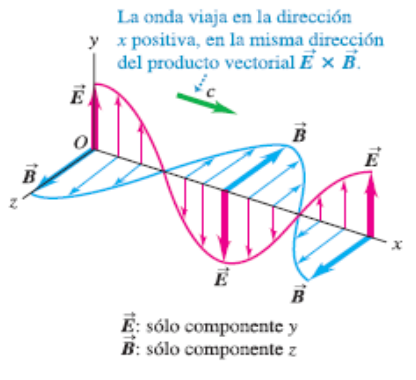 La onda viaja en la dirección
x positiva, en la misma dirección
del producto vectorial E⃗ × B⃗.
y
E⃗
c
O
B⃗
E⃗
B⃗
z
x
E⃗
B⃗
E⃗: sólo componente y
B⃗: sólo componente z